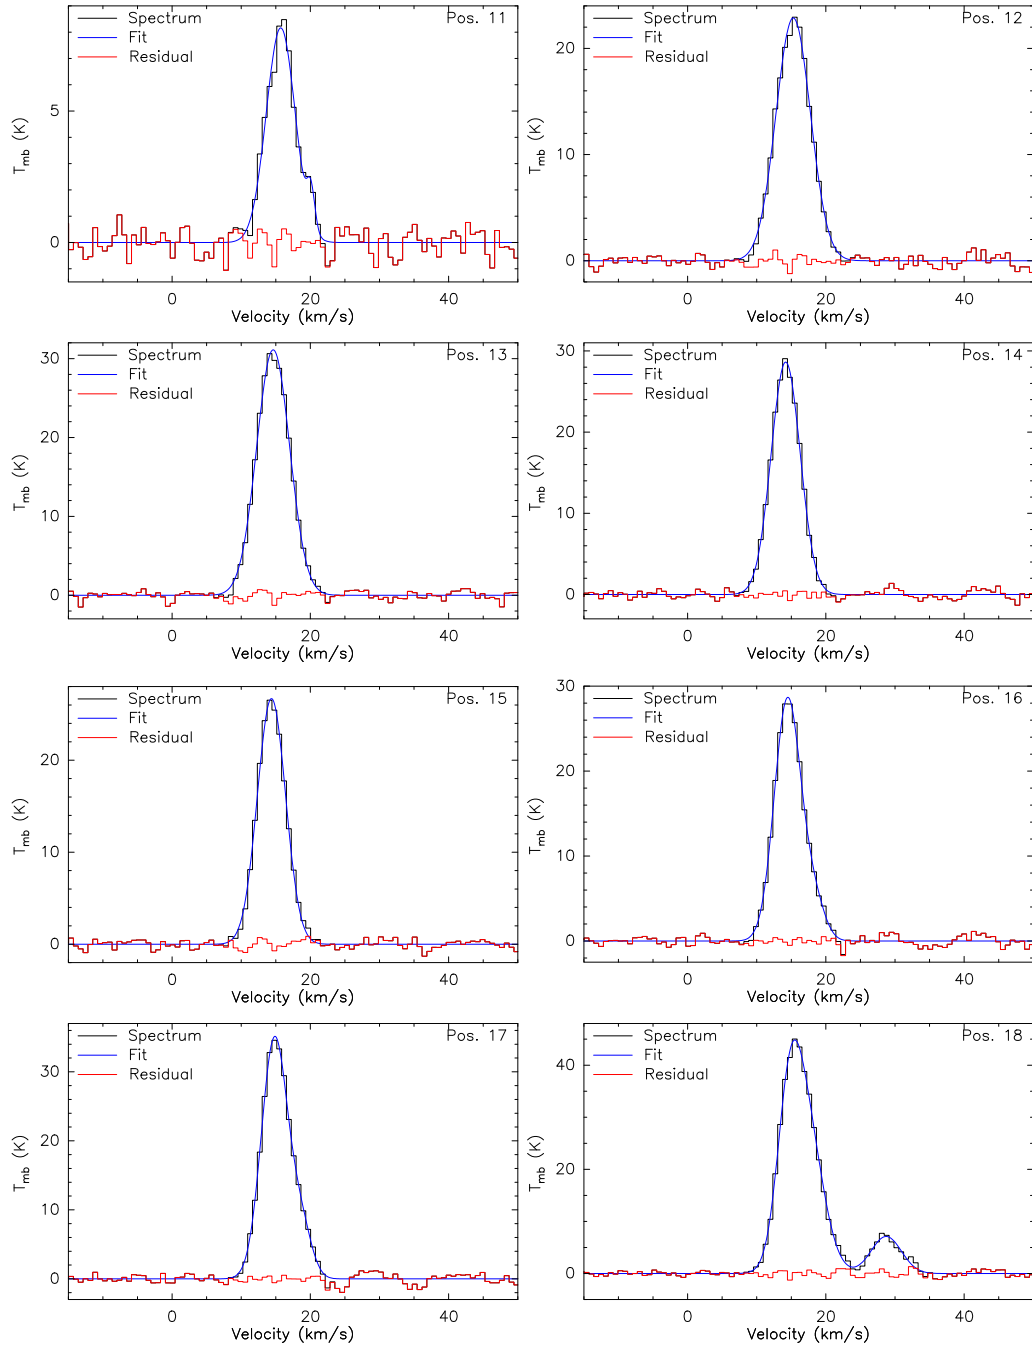 Spectrum Pos. 11
Fit
Residual
5
0
T_mb (K)
0 20 40
Velocity (km/s)
Spectrum Pos. 12
Fit
Residual
20
10
0
T_mb (K)
0 20 40
Velocity (km/s)
Spectrum Pos. 13
Fit
Residual
30
20
10
0
T_mb (K)
0 20 40
Velocity (km/s)
Spectrum Pos. 14
Fit
Residual
30
20
10
0
T_mb (K)
0 20 40
Velocity (km/s)
Spectrum Pos. 15
Fit
Residual
20
10
0
T_mb (K)
0 20 40
Velocity (km/s)
Spectrum Pos. 16
Fit
Residual
30
20
10
0
T_mb (K)
0 20 40
Velocity (km/s)
Spectrum Pos. 17
Fit
Residual
30
20
10
0
T_mb (K)
0 20 40
Velocity (km/s)
Spectrum Pos. 18
Fit
Residual
40
20
0
T_mb (K)
0 20 40
Velocity (km/s)